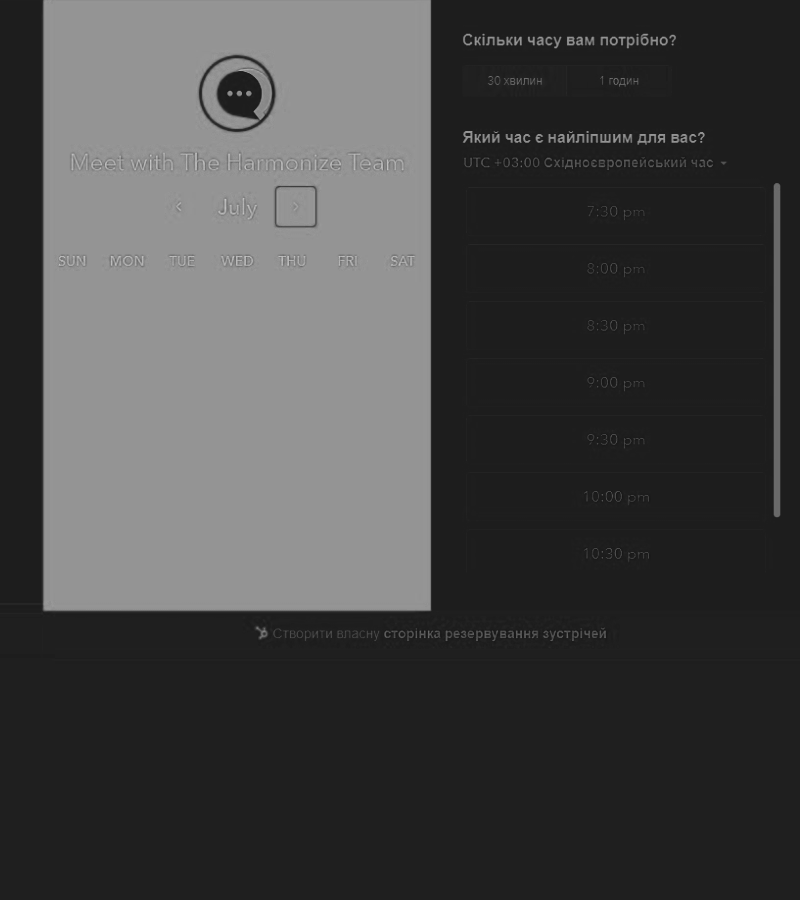 Meet with The Harmonize Team
July
SUN MON TUE WED THU FRI SAT
Скільки часу вам потрібно?
30 хвилин 1 годин
Який час є найліпшим для вас?
UTC +03:00 Східноєвропейський час
7:30 pm
8:00 pm
8:30 pm
9:00 pm
9:30 pm
10:00 pm
10:30 pm
Створити власну сторінка резервування зустрічей